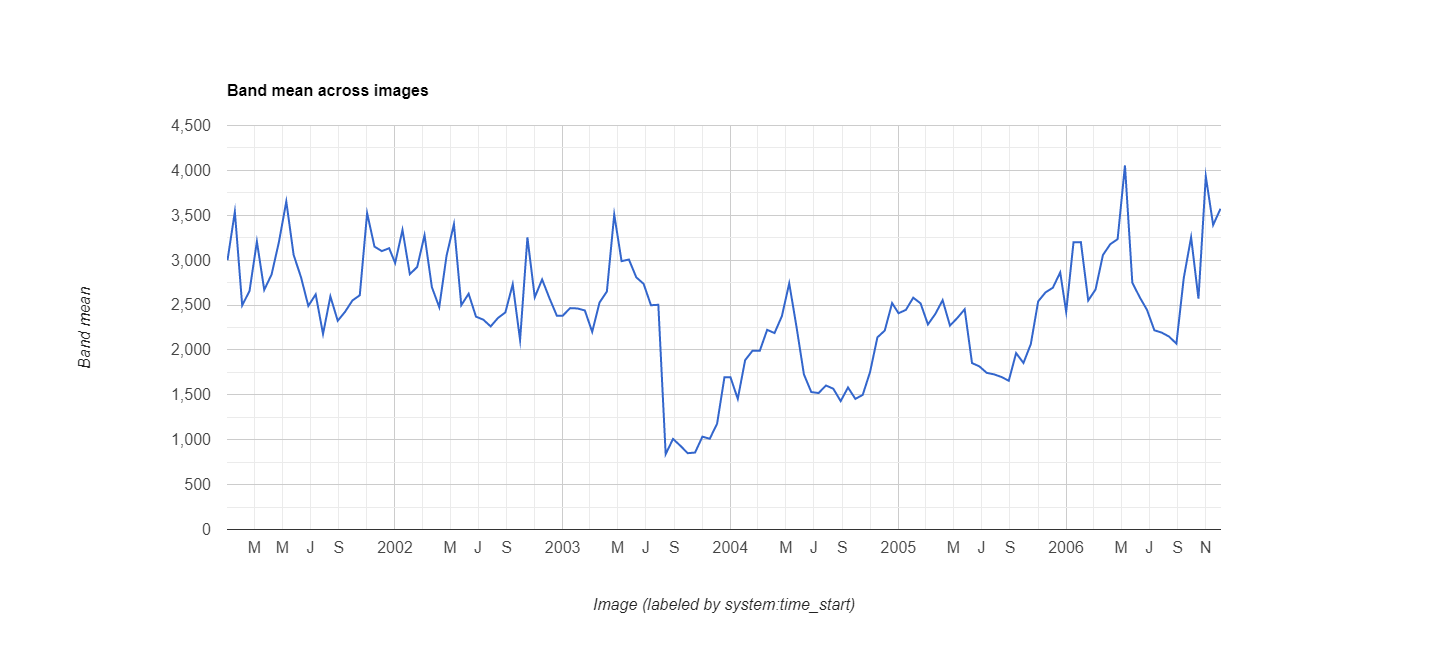 Band mean across images
4,500
4,000
3,500
3,000
2,500
2,000
1,500
1,000
500
0
Band mean
M M J S 2002 M J S 2003 M J S 2004 M J S 2005 M J S 2006 M J S N
Image (labeled by system:time_start)